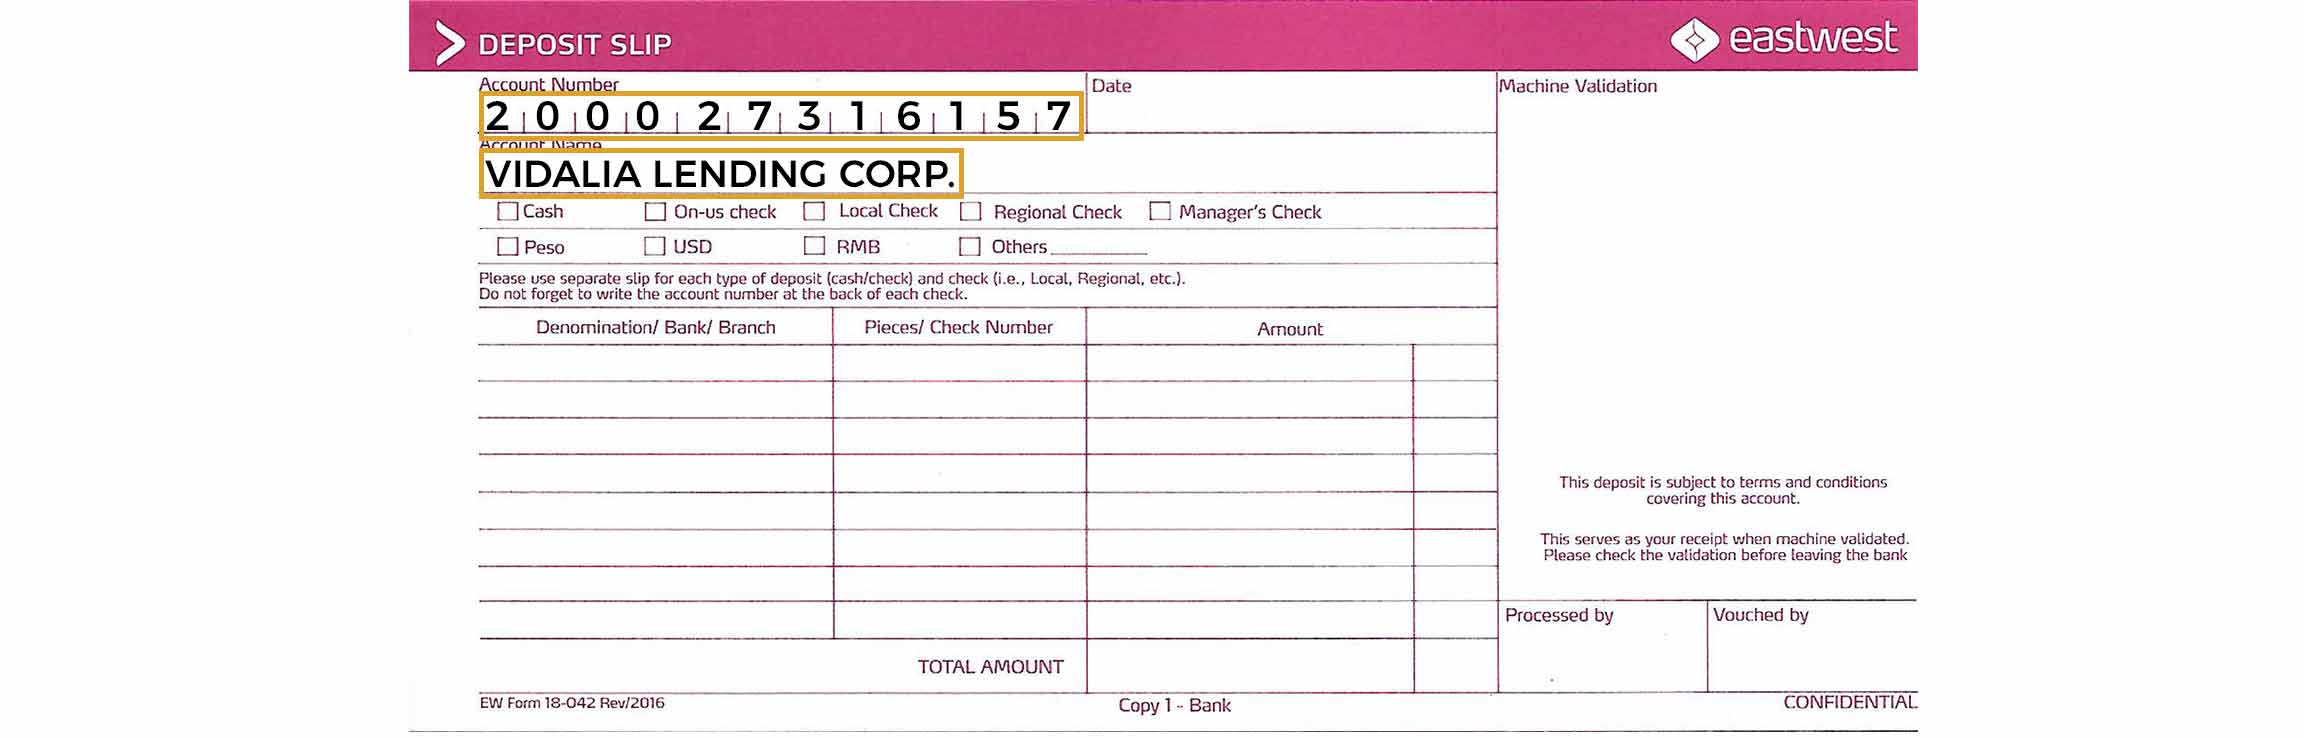 DEPOSIT SLIP
eastwest
Account Number
Date
Machine Validation
2 0 0 0 2 7 3 1 6 1 5 7
Account Name
VIDALIA LENDING CORP.
Cash On-us check Local Check Regional Check Manager's Check
Peso USD RMB Others
Please use separate slip for each type of deposit (cash/check) and check (i.e., Local, Regional, etc.).
Do not forget to write the account number at the back of each check.
Denomination/ Bank/ Branch Pieces/ Check Number Amount
This deposit is subject to terms and conditions
covering this account.
This serves as your receipt when machine validated.
Please check the validation before leaving the bank
Processed by Vouched by
TOTAL AMOUNT
EW Form 18-042 Rev/2016 Copy 1 - Bank CONFIDENTIAL